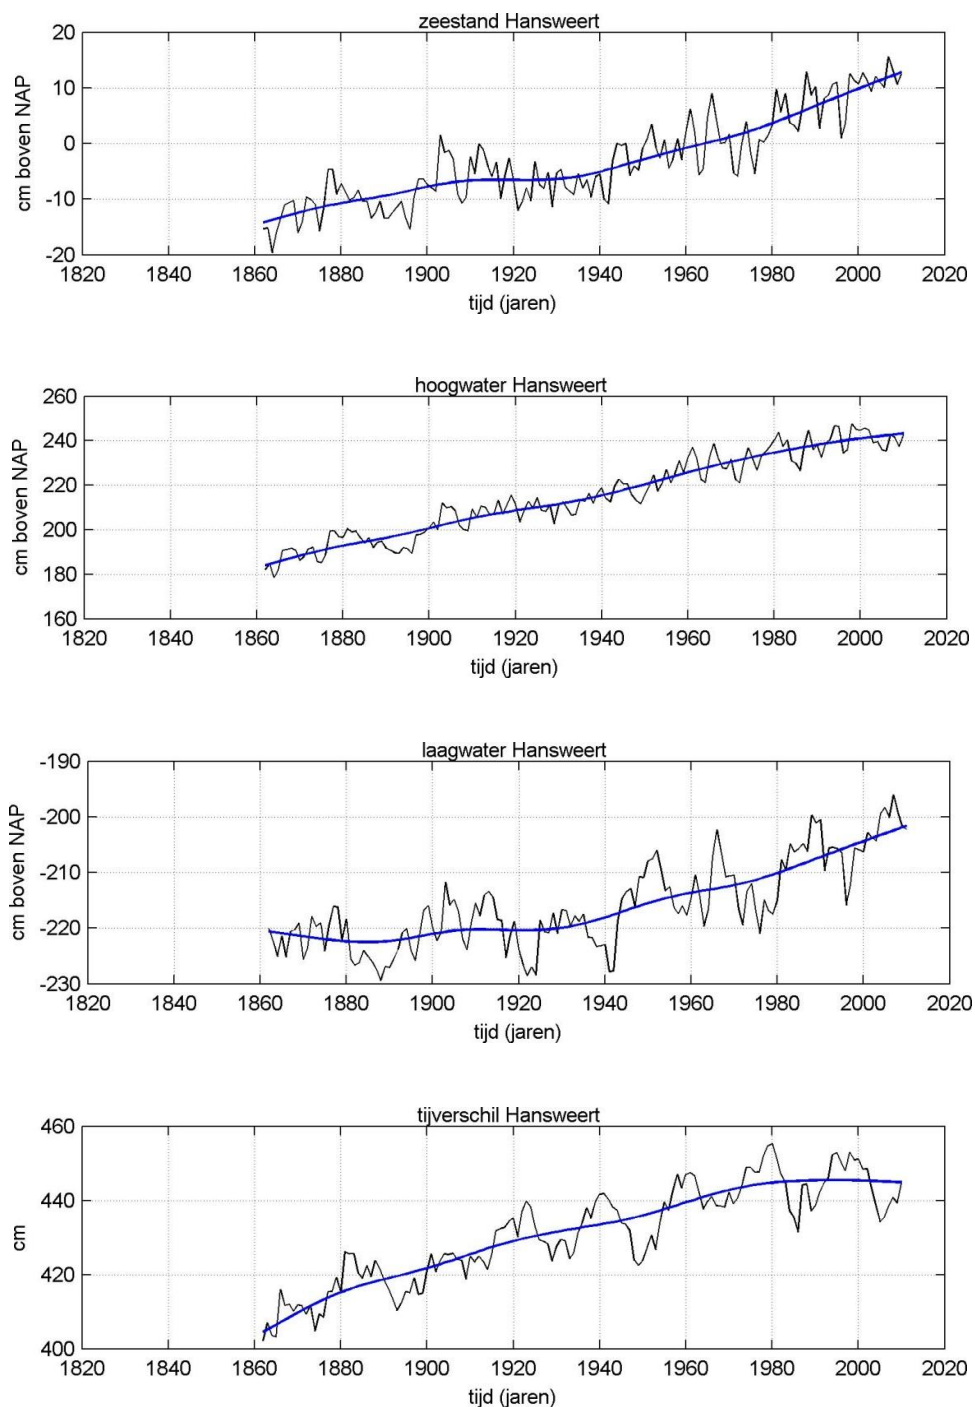 zeestand Hansweert
20
10
0
-10
-20
cm boven NAP
1820 1840 1860 1880 1900 1920 1940 1960 1980 2000 2020
tijd (jaren)
hoogwater Hansweert
260
240
220
200
180
160
cm boven NAP
1820 1840 1860 1880 1900 1920 1940 1960 1980 2000 2020
tijd (jaren)
laagwater Hansweert
-190
-200
-210
-220
-230
cm boven NAP
1820 1840 1860 1880 1900 1920 1940 1960 1980 2000 2020
tijd (jaren)
tijverschil Hansweert
460
440
420
400
cm
1820 1840 1860 1880 1900 1920 1940 1960 1980 2000 2020
tijd (jaren)